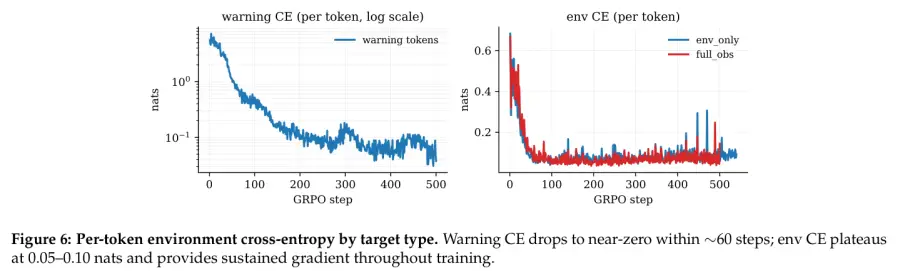 warning CE (per token, log scale)
warning tokens
nats
10⁰
10⁻¹
0
100
200
300
400
500
GRPO step
env CE (per token)
env_only
full_obs
nats
0.6
0.4
0.2
0
100
200
300
400
500
GRPO step
Figure 6: Per-token environment cross-entropy by target type. Warning CE drops to near-zero within ~60 steps; env CE plateaus
at 0.05–0.10 nats and provides sustained gradient throughout training.